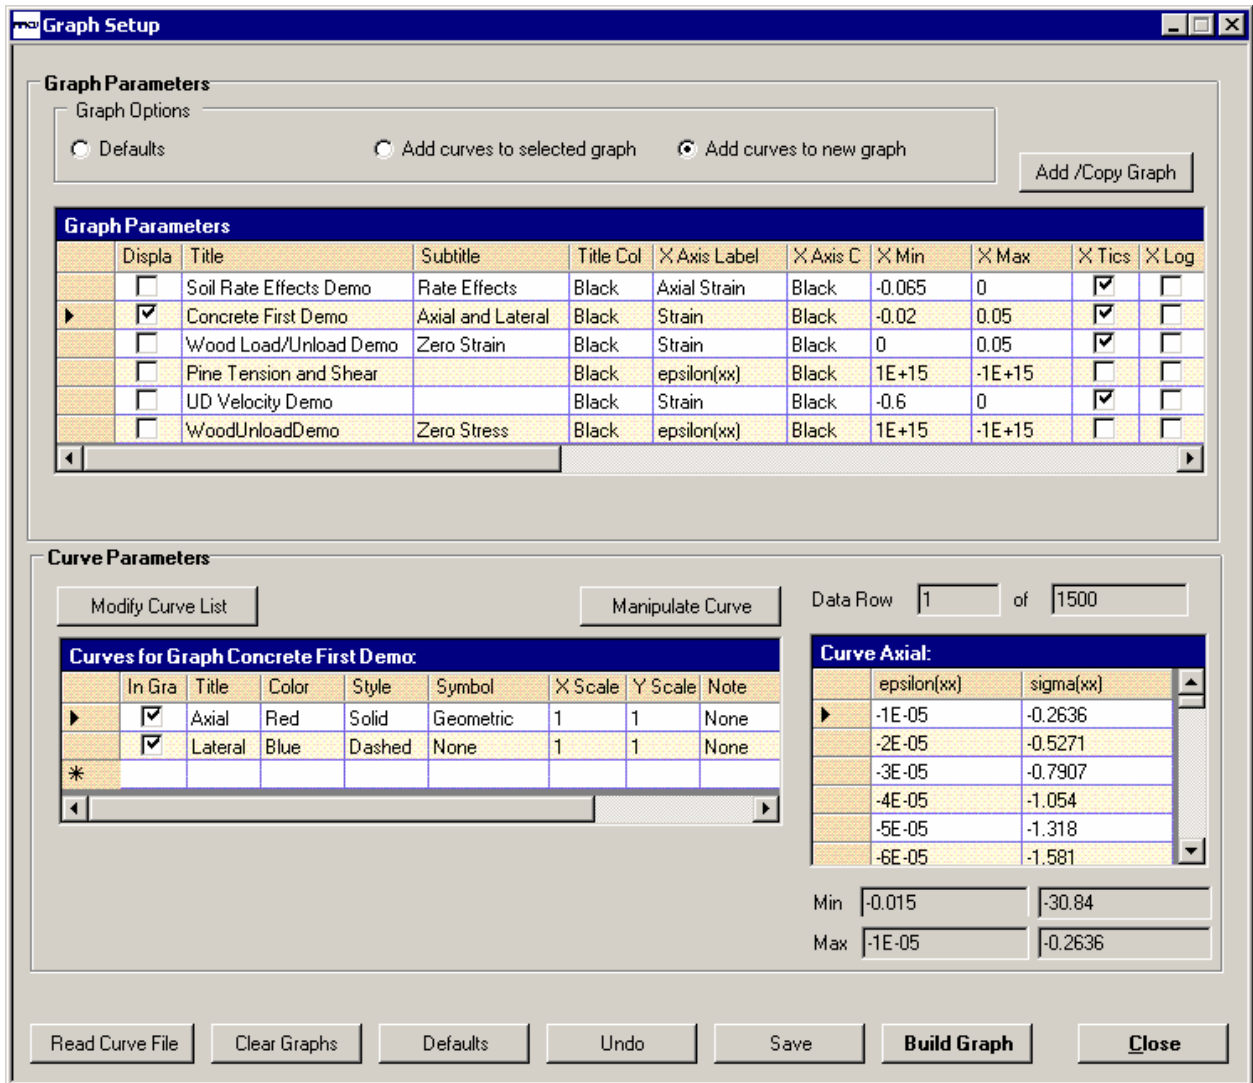 Graph Setup
Graph Parameters
Graph Options
Defaults Add curves to selected graph Add curves to new graph
Add /Copy Graph
Graph Parameters
Displa Title Subtitle Title Col X Axis Label X Axis C X Min X Max X Tics X Log
Soil Rate Effects Demo Rate Effects Black Axial Strain Black -0.065 0
Concrete First Demo Axial and Lateral Black Strain Black -0.02 0.05
Wood Load/Unload Demo Zero Strain Black Strain Black 0 0.05
Pine Tension and Shear Black epsilon(xx) Black 1E+15 -1E+15
UD Velocity Demo Black Strain Black -0.6 0
WoodUnloadDemo Zero Stress Black epsilon(xx) Black 1E+15 -1E+15
Curve Parameters
Modify Curve List Manipulate Curve Data Row 1 of 1500
Curves for Graph Concrete First Demo:
In Gra Title Color Style Symbol X Scale Y Scale Note
Axial Red Solid Geometric 1 1 None
Lateral Blue Dashed None 1 1 None
*
Curve Axial:
epsilon(xx) sigma(xx)
-1E-05 -0.2636
-2E-05 -0.5271
-3E-05 -0.7907
-4E-05 -1.054
-5E-05 -1.318
-6E-05 -1.581
Min -0.015 -30.84
Max -1E-05 -0.2636
Read Curve File Clear Graphs Defaults Undo Save Build Graph Close